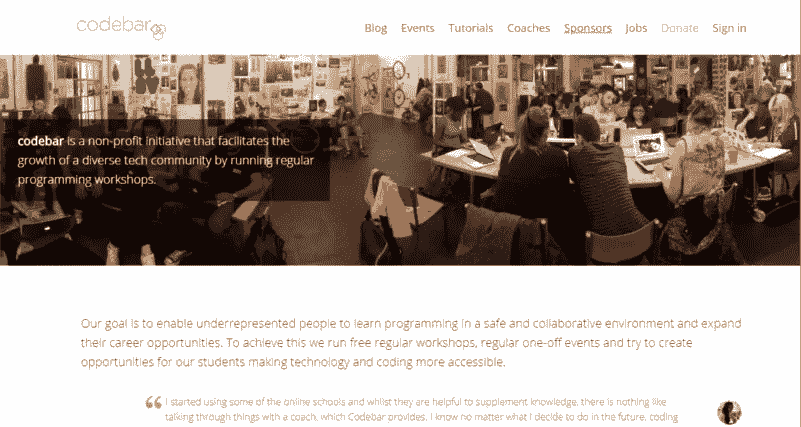 codebar
Blog Events Tutorials Coaches Sponsors Jobs Donate Sign in
codebar is a non-profit initiative that facilitates the
growth of a diverse tech community by running regular
programming workshops.
Our goal is to enable underrepresented people to learn programming in a safe and collaborative environment and expand
their career opportunities. To achieve this we run free regular workshops, regular one-off events and try to create
opportunities for our students making technology and coding more accessible.
“ I started using some of the online schools and whilst they are helpful to supplement knowledge, there is nothing like
talking through things with a coach, which Codebar provides. I know no matter what I decide to do in the future, coding